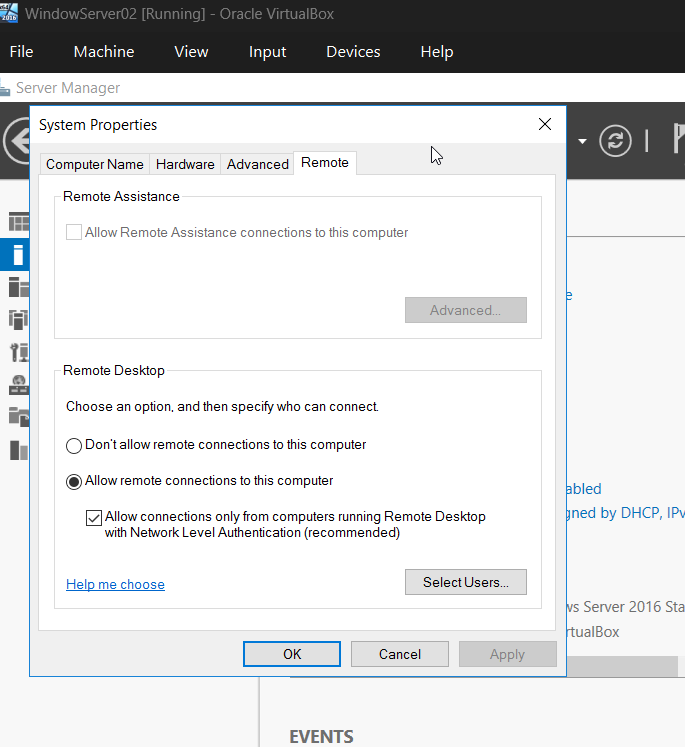 WindowServer02 [Running] - Oracle VirtualBox
File Machine View Input Devices Help
Server Manager
System Properties
Computer Name Hardware Advanced Remote
Remote Assistance
Allow Remote Assistance connections to this computer
Advanced...
Remote Desktop
Choose an option, and then specify who can connect.
Don't allow remote connections to this computer
Allow remote connections to this computer
Allow connections only from computers running Remote Desktop
with Network Level Authentication (recommended)
Help me choose
Select Users...
OK Cancel Apply
e
abled
gned by DHCP, IPv
ws Server 2016 Sta
rtualBox
EVENTS